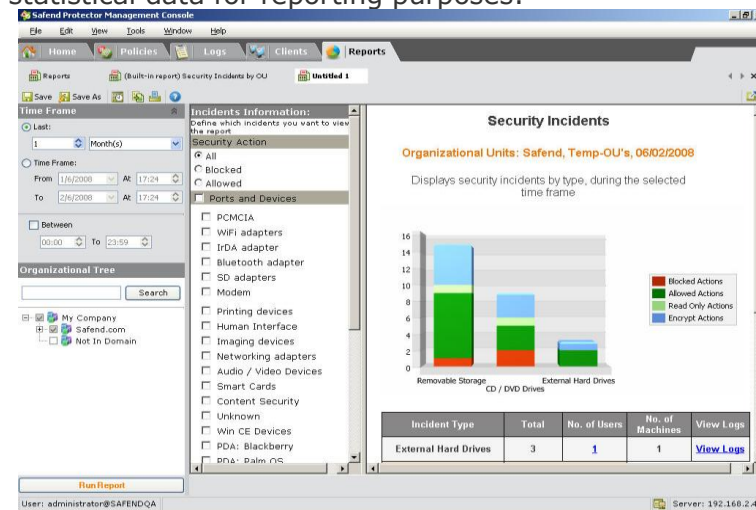 statistical data for reporting purposes.
Safend Protector Management Console
File Edit View Tools Window Help
Home Policies Logs Clients Reports
Reports (Built-in report) Security Incidents by OU Untitled 1
Save Save As
Time Frame
Last:
1 Month(s)
Time Frame:
From 1/6/2008 At 17:24
To 2/6/2008 At 17:24
Between
00:00 To 23:59
Organizational Tree
Search
My Company
Safend.com
Not In Domain
Run Report
Incidents Information:
Define which incidents you want to view
the report
Security Action
All
Blocked
Allowed
Ports and Devices
PCMCIA
WiFi adapters
IrDA adapter
Bluetooth adapter
SD adapters
Modem
Printing devices
Human Interface
Imaging devices
Networking adapters
Audio / Video Devices
Smart Cards
Content Security
Unknown
Win CE Devices
PDA: Blackberry
PDA: Palm OS
Security Incidents
Organizational Units: Safend, Temp-OU's, 06/02/2008
Displays security incidents by type, during the selected
time frame
16
14
12
10
8
6
4
2
0
Removable Storage
CD / DVD Drives
External Hard Drives
Blocked Actions
Allowed Actions
Read Only Actions
Encrypt Actions
Incident Type Total No. of Users No. of Machines View Logs
External Hard Drives 3 1 1 View Logs
User: administrator@SAFENDQA Server: 192.168.2.4